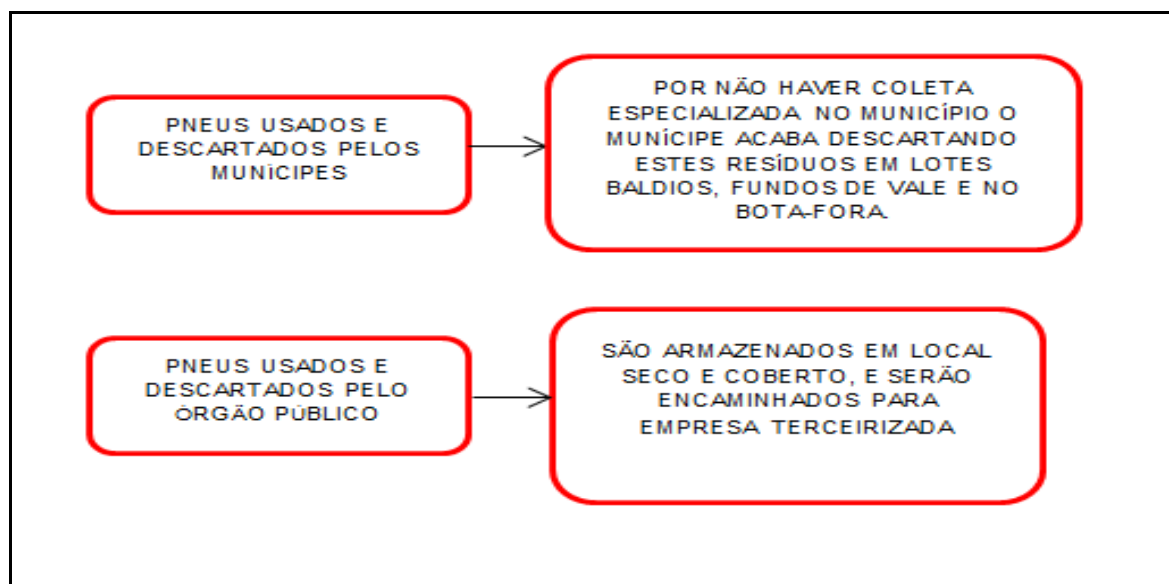 PNEUS USADOS E
DESCARTADOS PELOS
MUNÍCIPES
POR NÃO HAVER COLETA
ESPECIALIZADA NO MUNICÍPIO O
MUNÍCIPE ACABA DESCARTANDO
ESTES RESÍDUOS EM LOTES
BALDIOS, FUNDOS DE VALE E NO
BOTA-FORA.
PNEUS USADOS E
DESCARTADOS PELO
ÓRGÃO PÚBLICO
SÃO ARMAZENADOS EM LOCAL
SECO E COBERTO, E SERÃO
ENCAMINHADOS PARA
EMPRESA TERCEIRIZADA